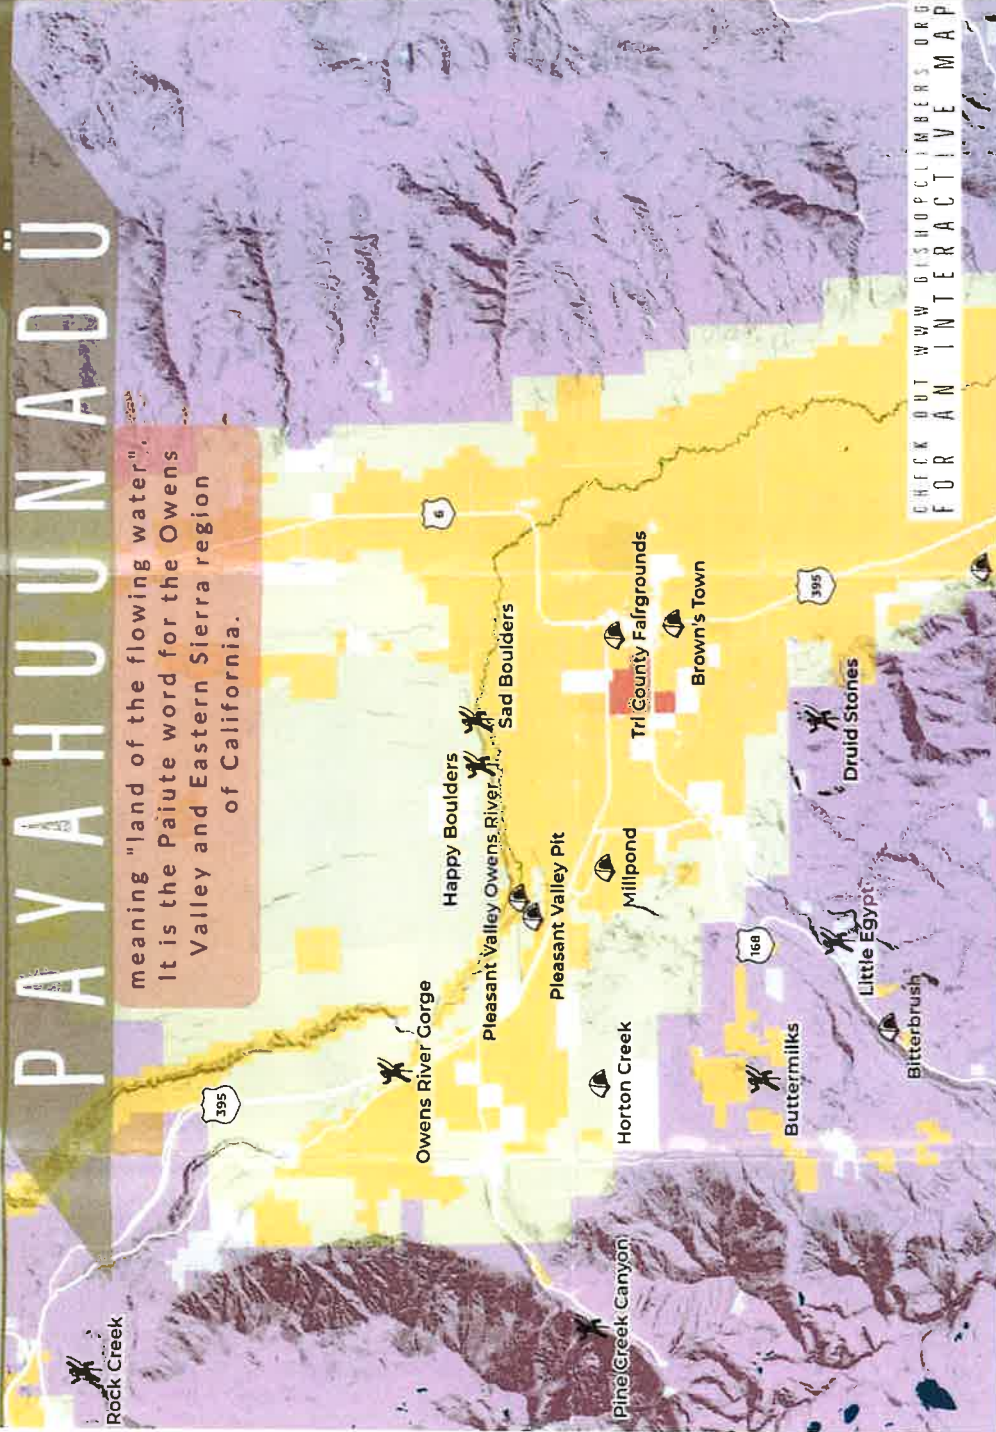 PAYAHUNADÜ
meaning "land of the flowing water".
It is the Paiute word for the Owens
Valley and Eastern Sierra region
of California.
395
6
Rock Creek
Owens River Gorge
Happy Boulders
Sad Boulders
Pleasant Valley Owens River
Pleasant Valley Pit
Pine Creek Canyon
Horton Creek
Millpond
Tri County Fairgrounds
Brown's Town
168
395
Buttermilks
Little Egypt
Druid Stones
Bitterbrush
CHECK OUT WWW.BISHOPCLIMBERS.ORG
FOR AN INTERACTIVE MAP